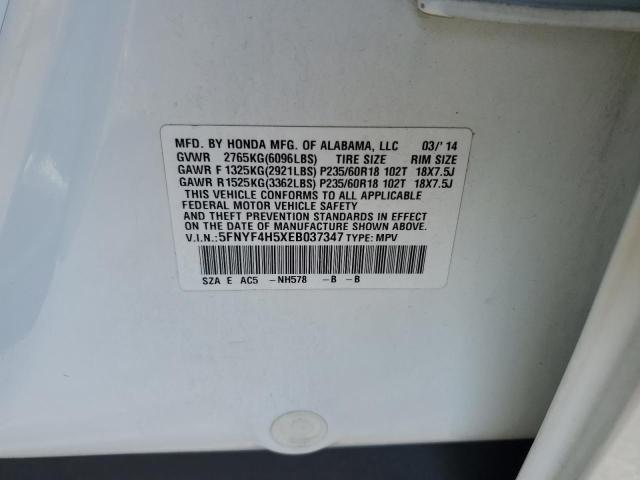 MFD. BY HONDA MFG. OF ALABAMA, LLC 03/'14
GVWR 2765KG(6096LBS) TIRE SIZE RIM SIZE
GAWR F 1325KG(2921LBS) P235/60R18 102T 18X7.5J
GAWR R 1525KG(3362LBS) P235/60R18 102T 18X7.5J
THIS VEHICLE CONFORMS TO ALL APPLICABLE
FEDERAL MOTOR VEHICLE SAFETY
AND THEFT PREVENTION STANDARDS IN EFFECT
ON THE DATE OF MANUFACTURE SHOWN ABOVE.
V.I.N.: 5FNYF4H5XEB037347 TYPE: MPV
SZA E AC5 -NH578 -B -B